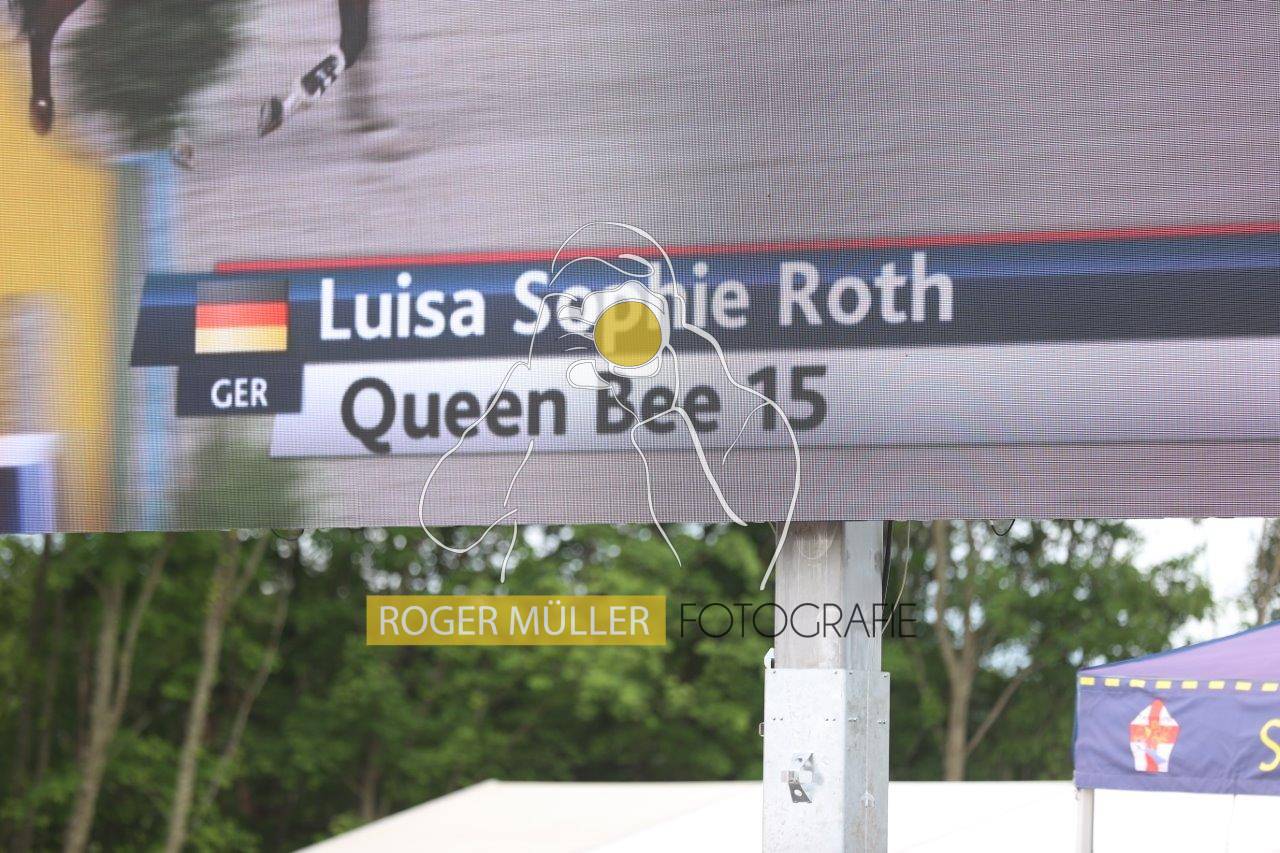 Luisa Sophie Roth
GER
Queen Bee 15
ROGER MÜLLER FOTOGRAFIE
S